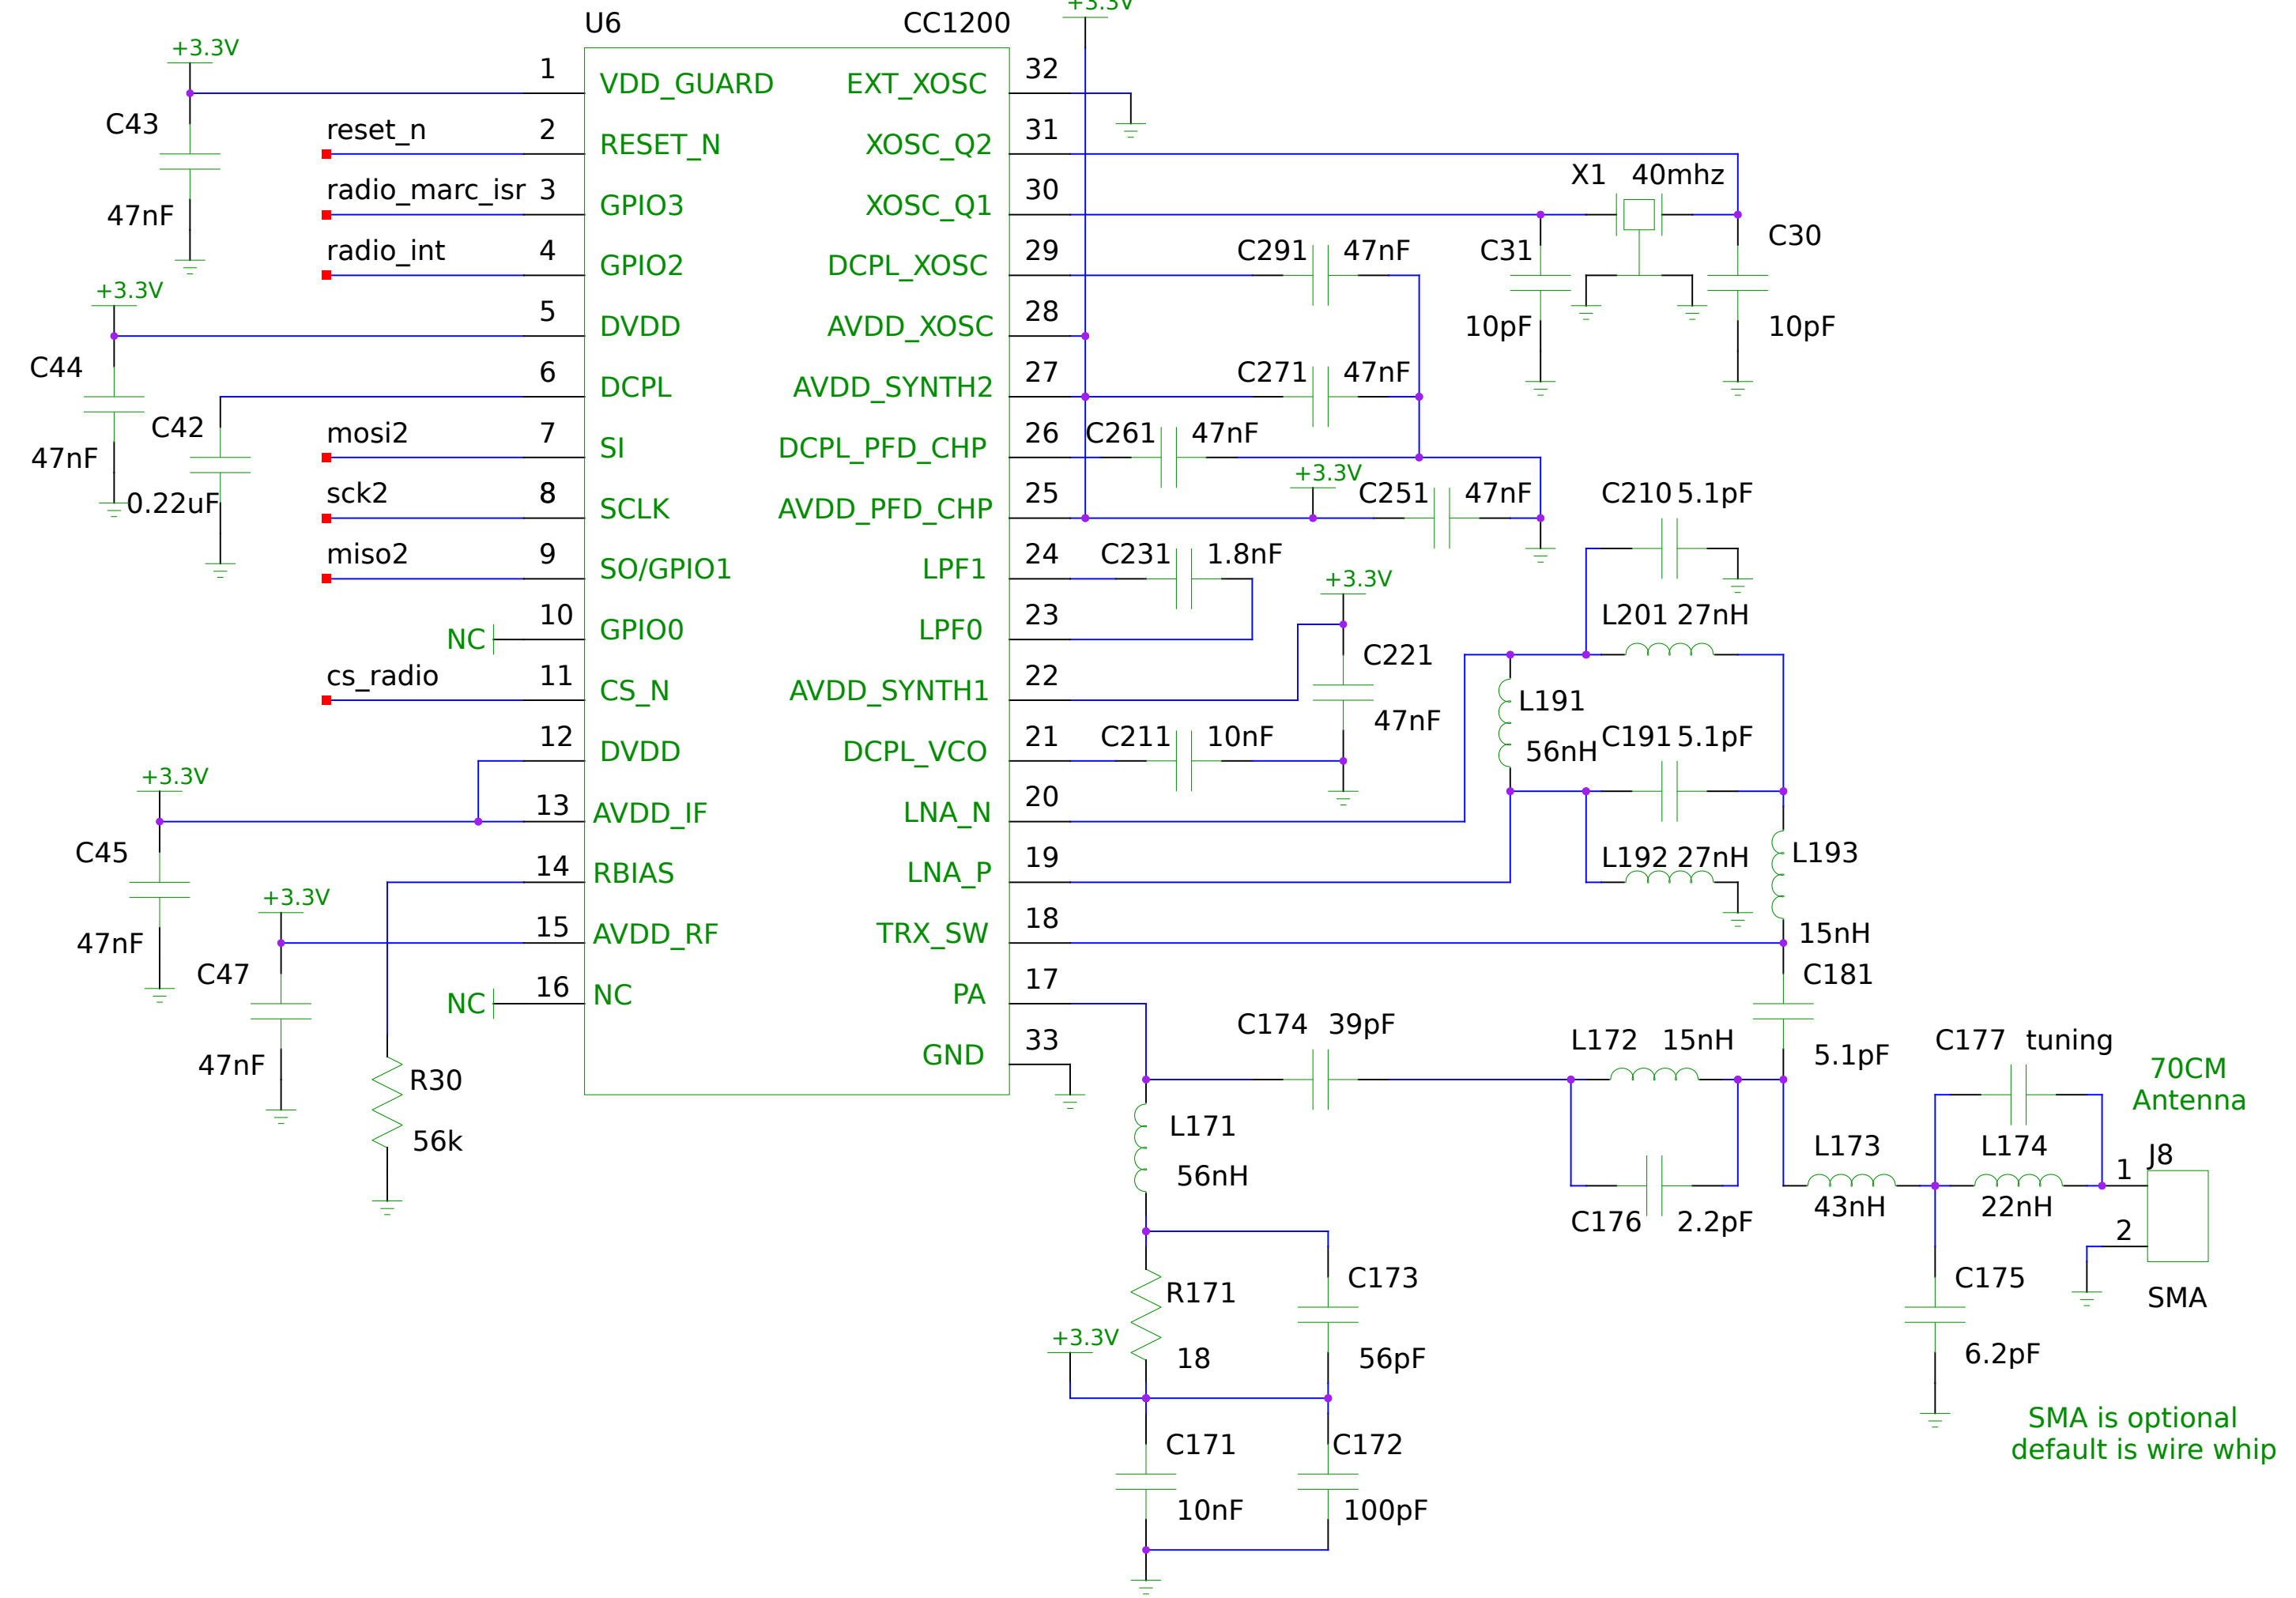 U6 CC1200
+3.3V
+3.3V
1 VDD_GUARD
EXT_XOSC 32
C43
47nF
reset_n 2 RESET_N
XOSC_Q2 31
radio_marc_isr 3 GPIO3
XOSC_Q1 30
X1 40mhz
C31
10pF
C30
10pF
radio_int 4 GPIO2
DCPL_XOSC 29
C291 47nF
+3.3V
5 DVDD
AVDD_XOSC 28
C44
47nF
6 DCPL
AVDD_SYNTH2 27
C271 47nF
C42
0.22uF
mosi2 7 SI
DCPL_PFD_CHP 26
C261 47nF
sck2 8 SCLK
AVDD_PFD_CHP 25
+3.3V
C251 47nF
C210 5.1pF
miso2 9 SO/GPIO1
LPF1 24
C231 1.8nF
+3.3V
L201 27nH
NC 10 GPIO0
LPF0 23
cs_radio 11 CS_N
AVDD_SYNTH1 22
C221
47nF
L191
56nH
C191 5.1pF
12 DVDD
DCPL_VCO 21
C211 10nF
+3.3V
13 AVDD_IF
LNA_N 20
C45
47nF
14 RBIAS
LNA_P 19
L192 27nH
L193
15nH
+3.3V
15 AVDD_RF
TRX_SW 18
C47
47nF
C181
5.1pF
NC 16 NC
PA 17
GND 33
R30
56k
C174 39pF
L172 15nH
C176 2.2pF
C177 tuning
70CM
Antenna
L171
56nH
L173
43nH
L174
22nH
1 J8
2
SMA
R171
18
C173
56pF
C175
6.2pF
+3.3V
C171
10nF
C172
100pF
SMA is optional
default is wire whip